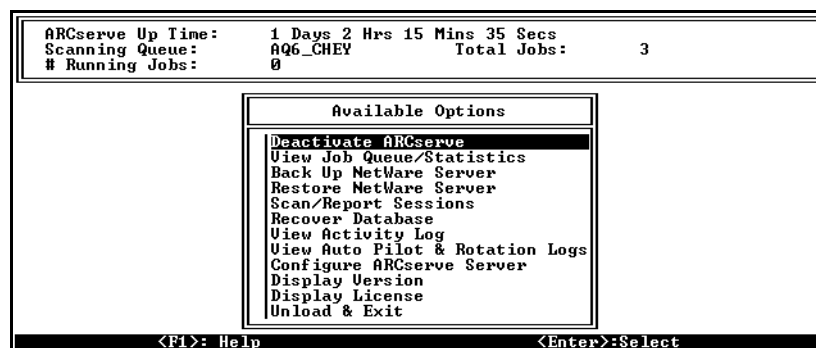 ARCserve Up Time: 1 Days 2 Hrs 15 Mins 35 Secs
Scanning Queue: AQ6_CHEY Total Jobs: 3
# Running Jobs: 0
Available Options
Deactivate ARCserve
View Job Queue/Statistics
Back Up NetWare Server
Restore NetWare Server
Scan/Report Sessions
Recover Database
View Activity Log
View Auto Pilot & Rotation Logs
Configure ARCserve Server
Display Version
Display License
Unload & Exit
<F1>: Help <Enter>:Select